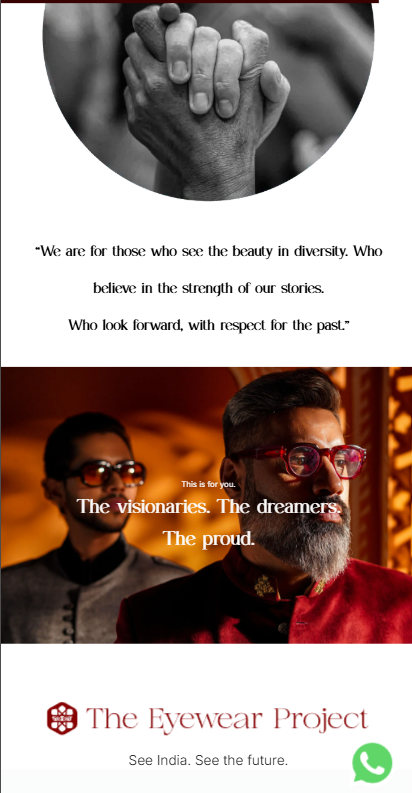 “We are for those who see the beauty in diversity. Who
believe in the strength of our stories.
Who look forward, with respect for the past.”
This is for you.
The visionaries. The dreamers.
The proud.
The Eyewear Project
See India. See the future.